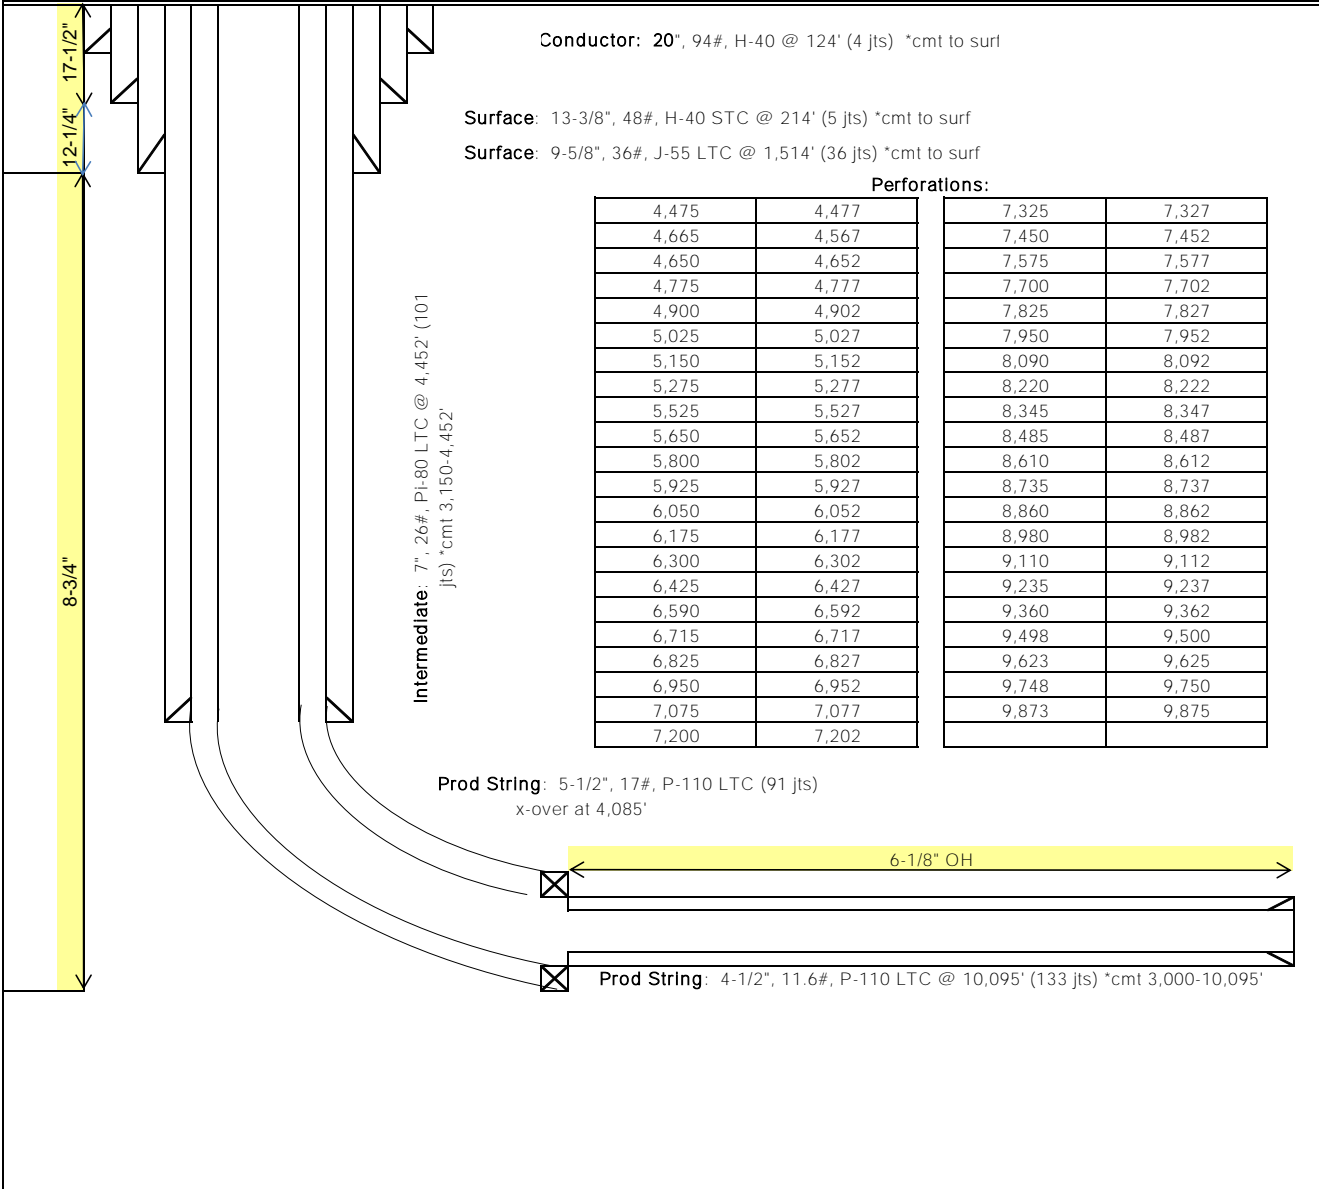 17-1/2"
12-1/4"
8-3/4"
Conductor: 20", 94#, H-40 @ 124' (4 jts) *cmt to surf
Surface: 13-3/8", 48#, H-40 STC @ 214' (5 jts) *cmt to surf
Surface: 9-5/8", 36#, J-55 LTC @ 1,514' (36 jts) *cmt to surf
Perforations:
4,475 4,477 7,325 7,327
4,665 4,567 7,450 7,452
4,650 4,652 7,575 7,577
4,775 4,777 7,700 7,702
4,900 4,902 7,825 7,827
5,025 5,027 7,950 7,952
5,150 5,152 8,090 8,092
5,275 5,277 8,220 8,222
5,525 5,527 8,345 8,347
5,650 5,652 8,485 8,487
5,800 5,802 8,610 8,612
5,925 5,927 8,735 8,737
6,050 6,052 8,860 8,862
6,175 6,177 8,980 8,982
6,300 6,302 9,110 9,112
6,425 6,427 9,235 9,237
6,590 6,592 9,360 9,362
6,715 6,717 9,498 9,500
6,825 6,827 9,623 9,625
6,950 6,952 9,748 9,750
7,075 7,077 9,873 9,875
7,200 7,202
Intermediate: 7", 26#, Pi-80 LTC @ 4,452' (101
jts) *cmt 3,150-4,452'
Prod String: 5-1/2", 17#, P-110 LTC (91 jts)
x-over at 4,085'
6-1/8" OH
Prod String: 4-1/2", 11.6#, P-110 LTC @ 10,095' (133 jts) *cmt 3,000-10,095'